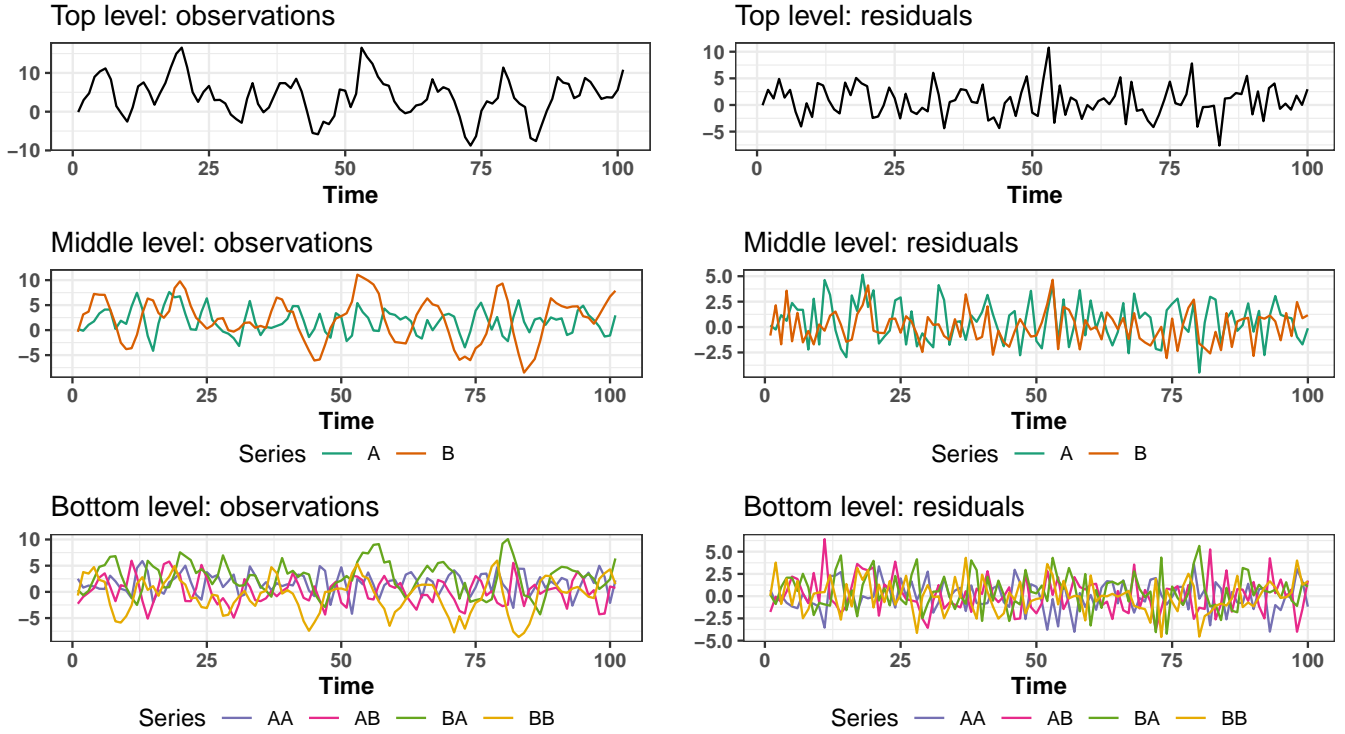 Top level: observations
10
0
−10
0 25 50 75 100
Time
Top level: residuals
10
5
0
−5
0 25 50 75 100
Time
Middle level: observations
10
5
0
−5
0 25 50 75 100
Time
Series A B
Middle level: residuals
5.0
2.5
0.0
−2.5
0 25 50 75 100
Time
Series A B
Bottom level: observations
10
5
0
−5
0 25 50 75 100
Time
Series AA AB BA BB
Bottom level: residuals
5.0
2.5
0.0
−2.5
−5.0
0 25 50 75 100
Time
Series AA AB BA BB